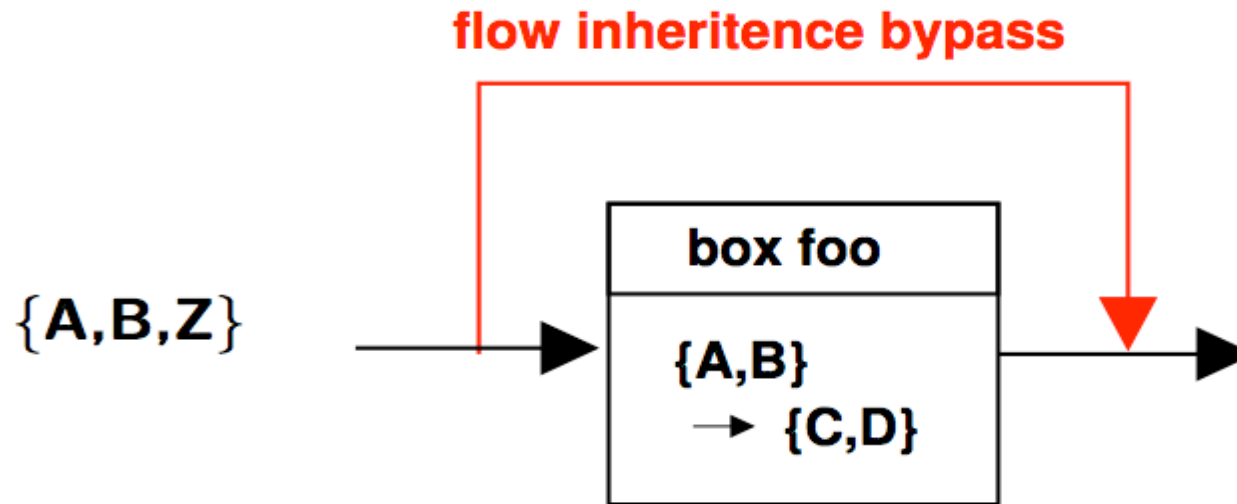 flow inheritence bypass
box foo
{A,B,Z}
{A,B}
→ {C,D}